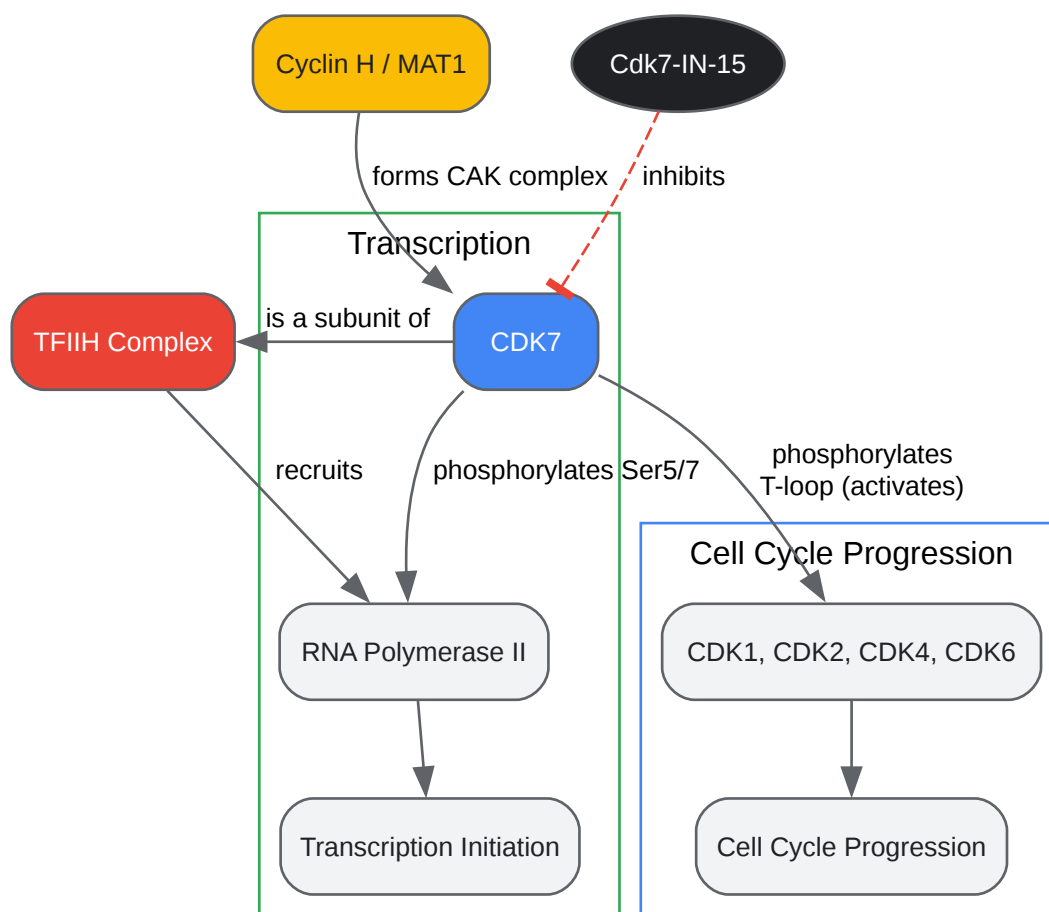 Cyclin H / MAT1
Cdk7-IN-15
forms CAK complex
inhibits
Transcription
is a subunit of
TFIIH Complex
CDK7
recruits
phosphorylates Ser5/7
phosphorylates
T-loop (activates)
Cell Cycle Progression
RNA Polymerase II
CDK1, CDK2, CDK4, CDK6
Transcription Initiation
Cell Cycle Progression